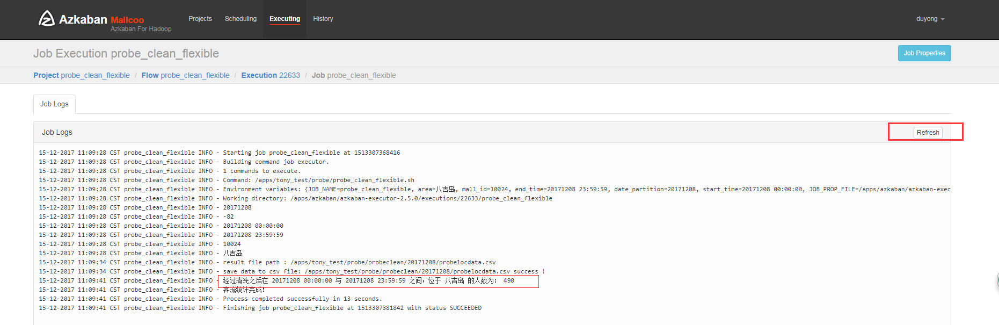 Azkaban Mallcoo
Azkaban For Hadoop
Projects Scheduling Executing History
duyong
Job Execution probe_clean_flexible
Job Properties
Project probe_clean_flexible / Flow probe_clean_flexible / Execution 22633 / Job probe_clean_flexible
Job Logs
Job Logs
Refresh
15-12-2017 11:09:28 CST probe_clean_flexible INFO - Starting job probe_clean_flexible at 1513307368416
15-12-2017 11:09:28 CST probe_clean_flexible INFO - Building command job executor.
15-12-2017 11:09:28 CST probe_clean_flexible INFO - 1 commands to execute.
15-12-2017 11:09:28 CST probe_clean_flexible INFO - Command: /apps/tony_test/probe/probe_clean_flexible.sh
15-12-2017 11:09:28 CST probe_clean_flexible INFO - Environment variables: {JOB_NAME=probe_clean_flexible, area=八吉岛, mall_id=10024, end_time=20171208 23:59:59, date_partition=20171208, start_time=20171208 00:00:00, JOB_PROP_FILE=/apps/azkaban/azkaban-exec
15-12-2017 11:09:28 CST probe_clean_flexible INFO - Working directory: /apps/azkaban/azkaban-executor-2.5.0/executions/22633/probe_clean_flexible
15-12-2017 11:09:28 CST probe_clean_flexible INFO - 20171208
15-12-2017 11:09:28 CST probe_clean_flexible INFO - -82
15-12-2017 11:09:28 CST probe_clean_flexible INFO - 20171208 00:00:00
15-12-2017 11:09:28 CST probe_clean_flexible INFO - 20171208 23:59:59
15-12-2017 11:09:28 CST probe_clean_flexible INFO - 10024
15-12-2017 11:09:28 CST probe_clean_flexible INFO - 八吉岛
15-12-2017 11:09:34 CST probe_clean_flexible INFO - result file path : /apps/tony_test/probe/probeclean/20171208/probelocdata.csv
15-12-2017 11:09:34 CST probe_clean_flexible INFO - save data to csv file: /apps/tony_test/probe/probeclean/20171208/probelocdata.csv success !
15-12-2017 11:09:41 CST probe_clean_flexible INFO - 经过清洗之后在 20171208 00:00:00 与 20171208 23:59:59 之间，位于 八吉岛 的人数为： 490
15-12-2017 11:09:41 CST probe_clean_flexible INFO - 客流统计完成！
15-12-2017 11:09:41 CST probe_clean_flexible INFO - Process completed successfully in 13 seconds.
15-12-2017 11:09:41 CST probe_clean_flexible INFO - Finishing job probe_clean_flexible at 1513307381842 with status SUCCEEDED